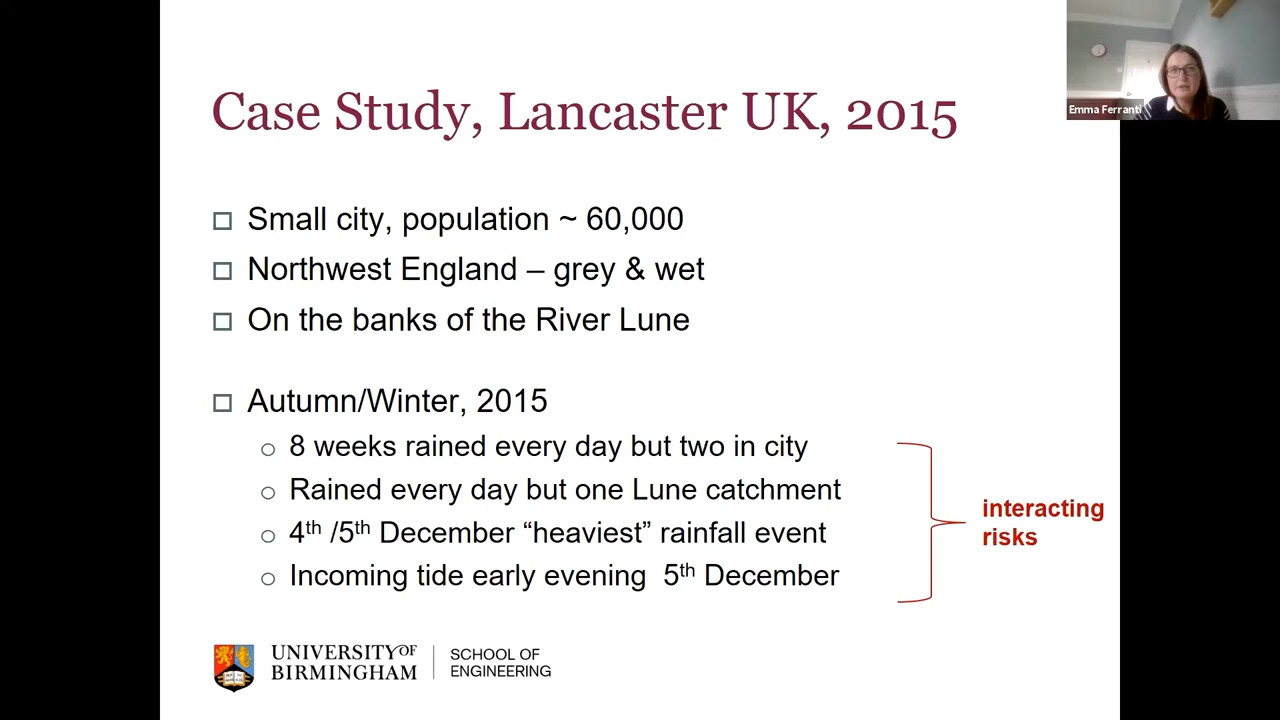 Case Study, Lancaster UK, 2015
Emma Ferranti
Small city, population ~ 60,000
Northwest England – grey & wet
On the banks of the River Lune
Autumn/Winter, 2015
8 weeks rained every day but two in city
Rained every day but one Lune catchment
4th /5th December “heaviest” rainfall event
Incoming tide early evening 5th December
interacting
risks
UNIVERSITY OF
BIRMINGHAM
SCHOOL OF
ENGINEERING